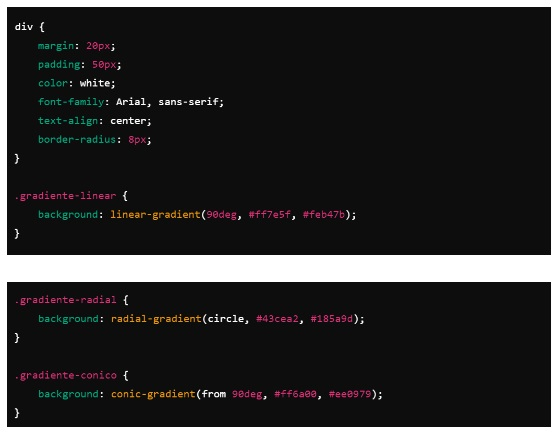 div {
    margin: 20px;
    padding: 50px;
    color: white;
    font-family: Arial, sans-serif;
    text-align: center;
    border-radius: 8px;
}
.gradiente-linear {
    background: linear-gradient(90deg, #ff7e5f, #feb47b);
}
.gradiente-radial {
    background: radial-gradient(circle, #43cea2, #185a9d);
}
.gradiente-conico {
    background: conic-gradient(from 90deg, #ff6a00, #ee0979);
}